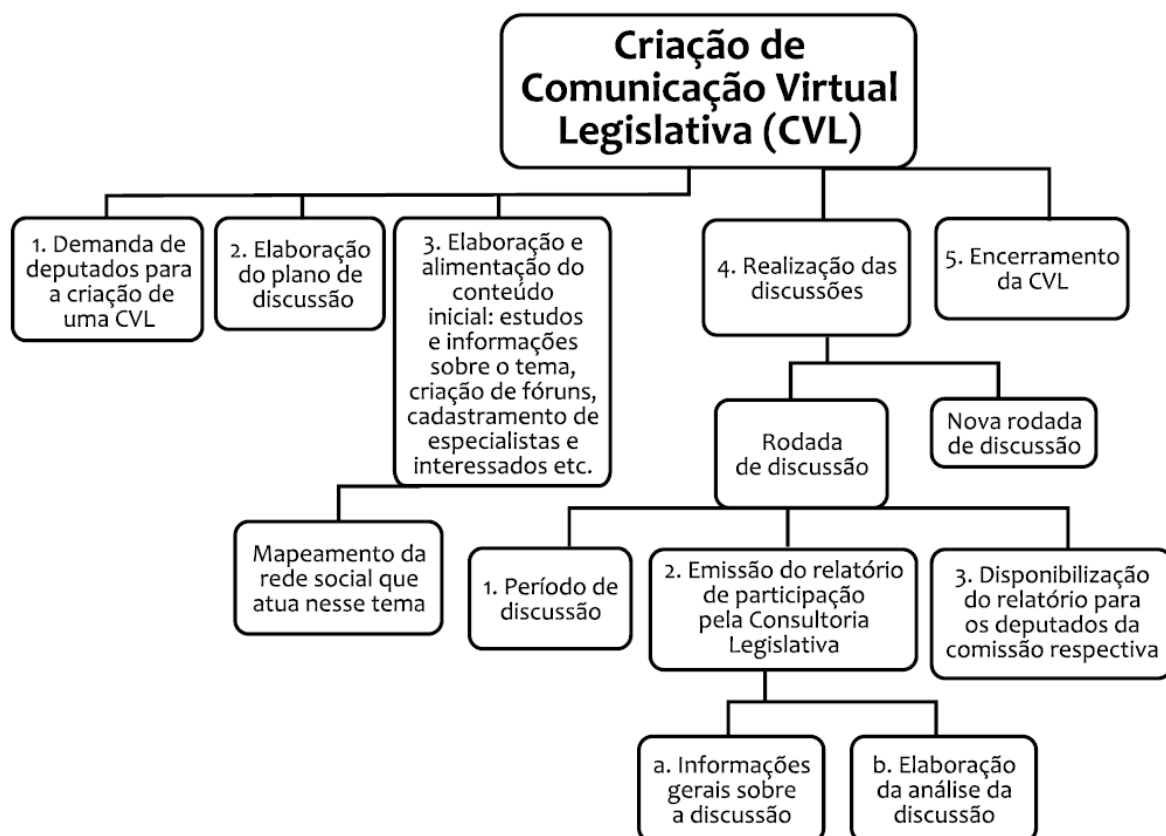 Criação de
Comunicação Virtual
Legislativa (CVL)
1. Demanda de
deputados para
a criação de
uma CVL
2. Elaboração
do plano de
discussão
3. Elaboração e
alimentação do
conteúdo
inicial: estudos
e informações
sobre o tema,
criação de fóruns,
cadastramento de
especialistas e
interessados etc.
4. Realização das
discussões
5. Encerramento
da CVL
Mapeamento da
rede social que
atua nesse tema
Rodada
de discussão
Nova rodada
de discussão
1. Período de
discussão
2. Emissão do relatório
de participação
pela Consultoria
Legislativa
3. Disponibilização
do relatório para
os deputados da
comissão respectiva
a. Informações
gerais sobre
a discussão
b. Elaboração
da análise da
discussão